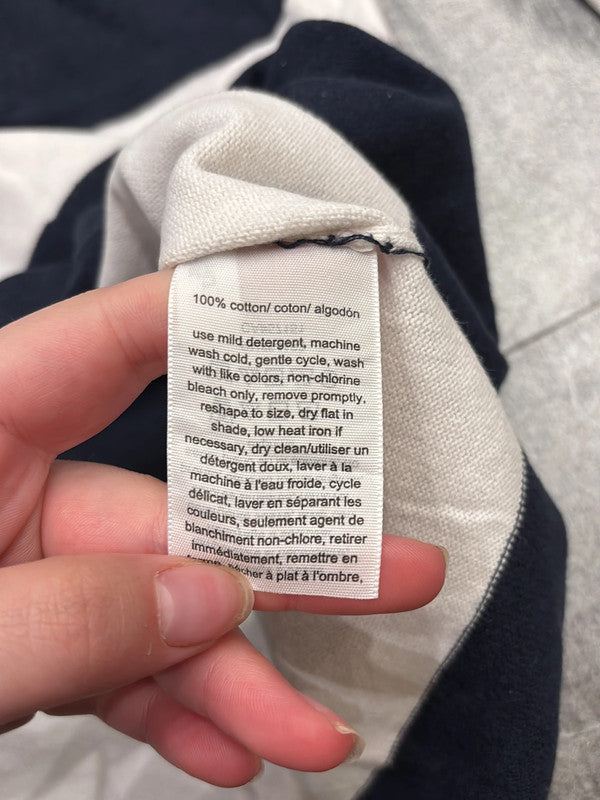 100% cotton/ coton/ algodón
use mild detergent, machine
wash cold, gentle cycle, wash
with like colors, non-chlorine
bleach only, remove promptly,
reshape to size, dry flat in
shade, low heat iron if
necessary, dry clean/utiliser un
détergent doux, laver à la
machine à l'eau froide, cycle
délicat, laver en séparant les
couleurs, seulement agent de
blanchiment non-chlore, retirer
immédiatement, remettre en
à plat à l'ombre,